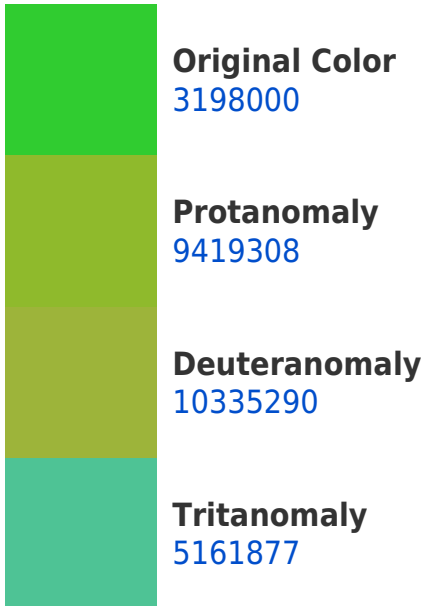 Original Color
3198000
Protanomaly
9419308
Deuteranomaly
10335290
Tritanomaly
5161877